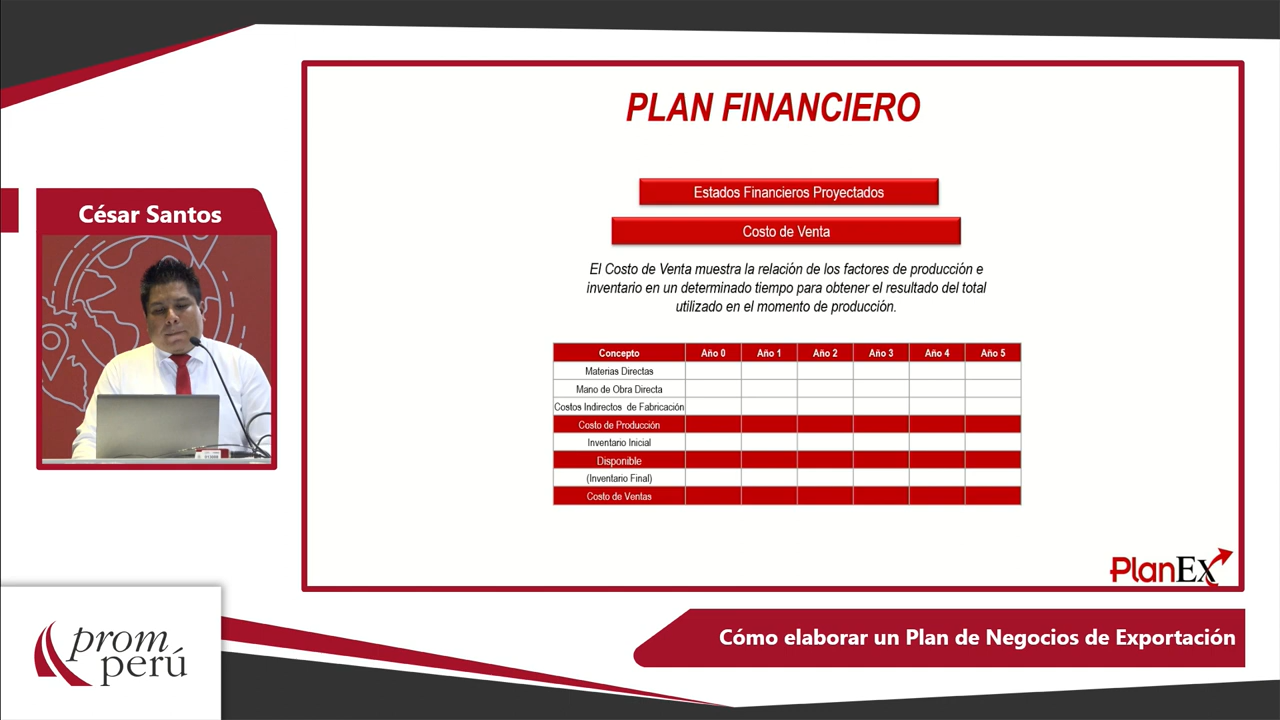 PLAN FINANCIERO
César Santos
Estados Financieros Proyectados
Costo de Venta
El Costo de Venta muestra la relación de los factores de producción e
inventario en un determinado tiempo para obtener el resultado del total
utilizado en el momento de producción.
Concepto Año 0 Año 1 Año 2 Año 3 Año 4 Año 5
Materias Directas
Mano de Obra Directa
Costos Indirectos de Fabricación
Costo de Producción
Inventario Inicial
Disponible
(Inventario Final)
Costo de Ventas
PlanEx
prom
perú
Cómo elaborar un Plan de Negocios de Exportación